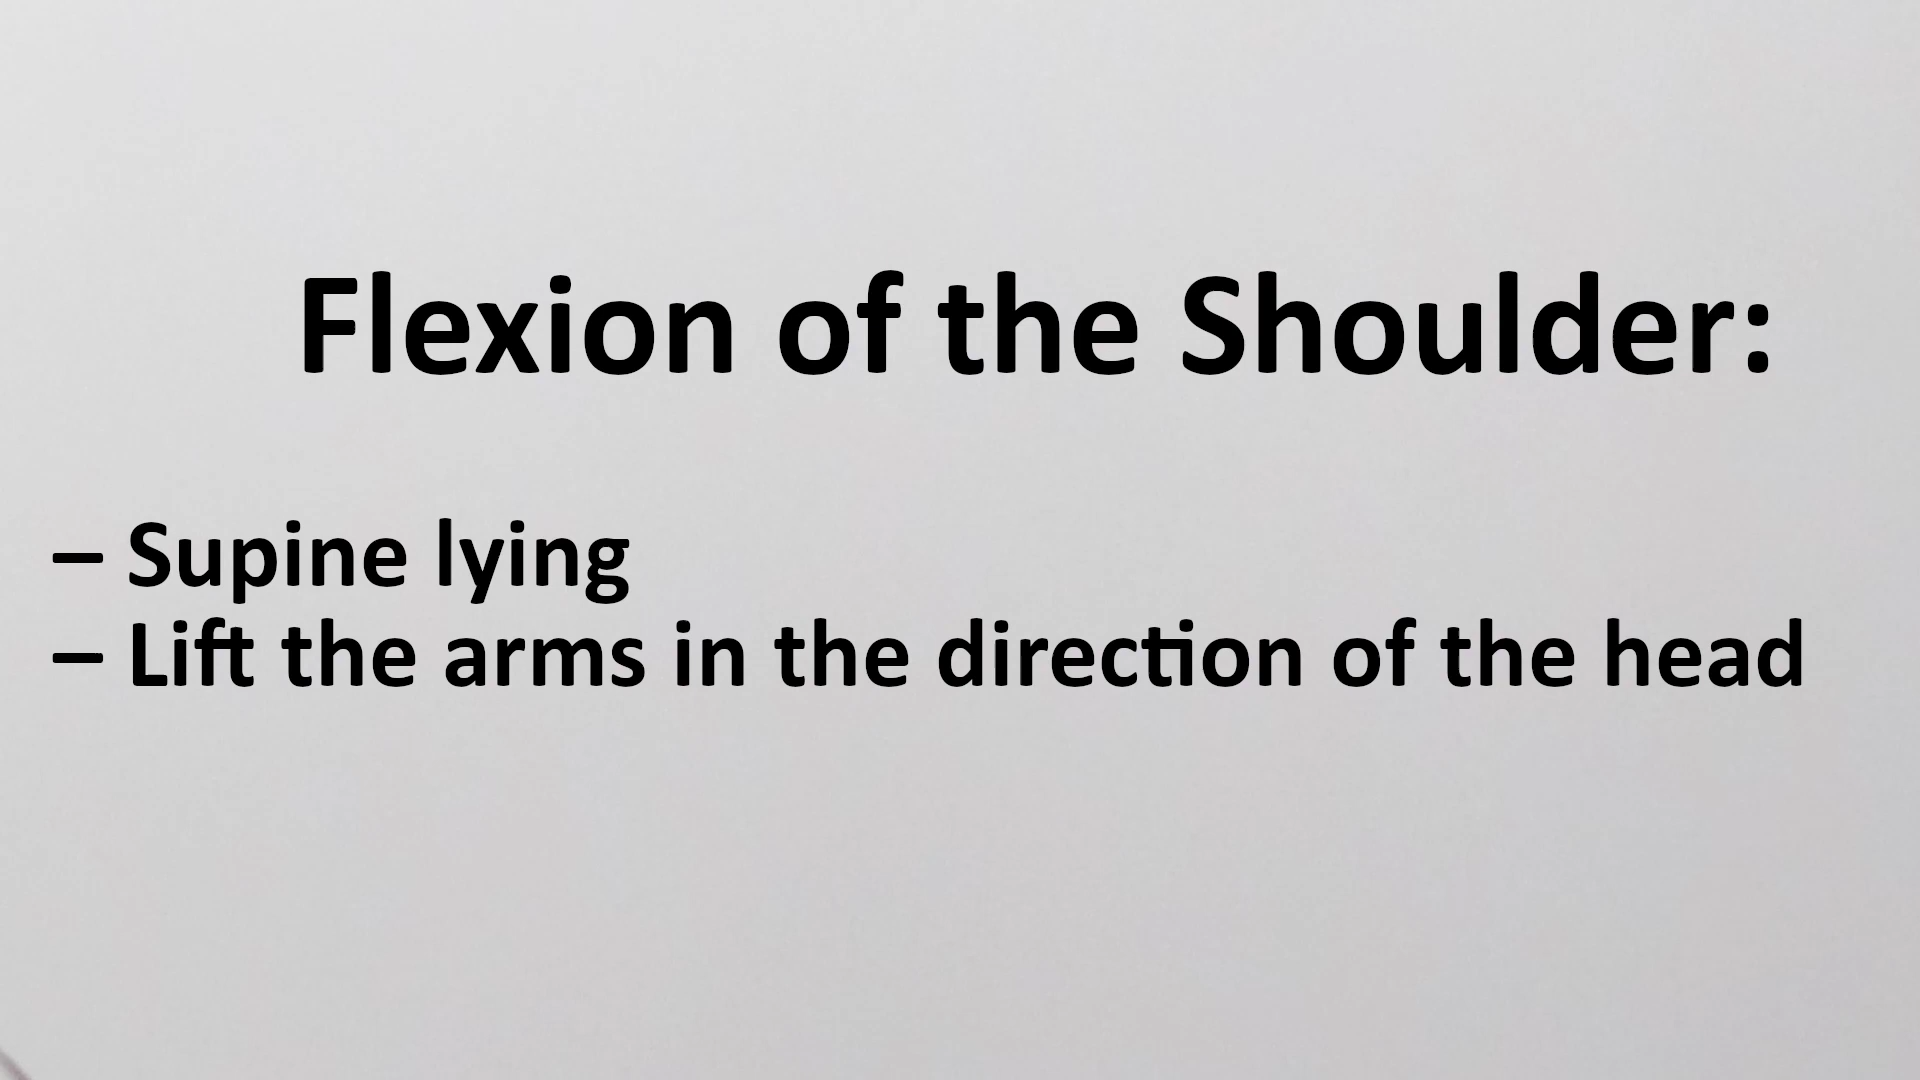 Flexion of the Shoulder:
– Supine lying
– Lift the arms in the direction of the head